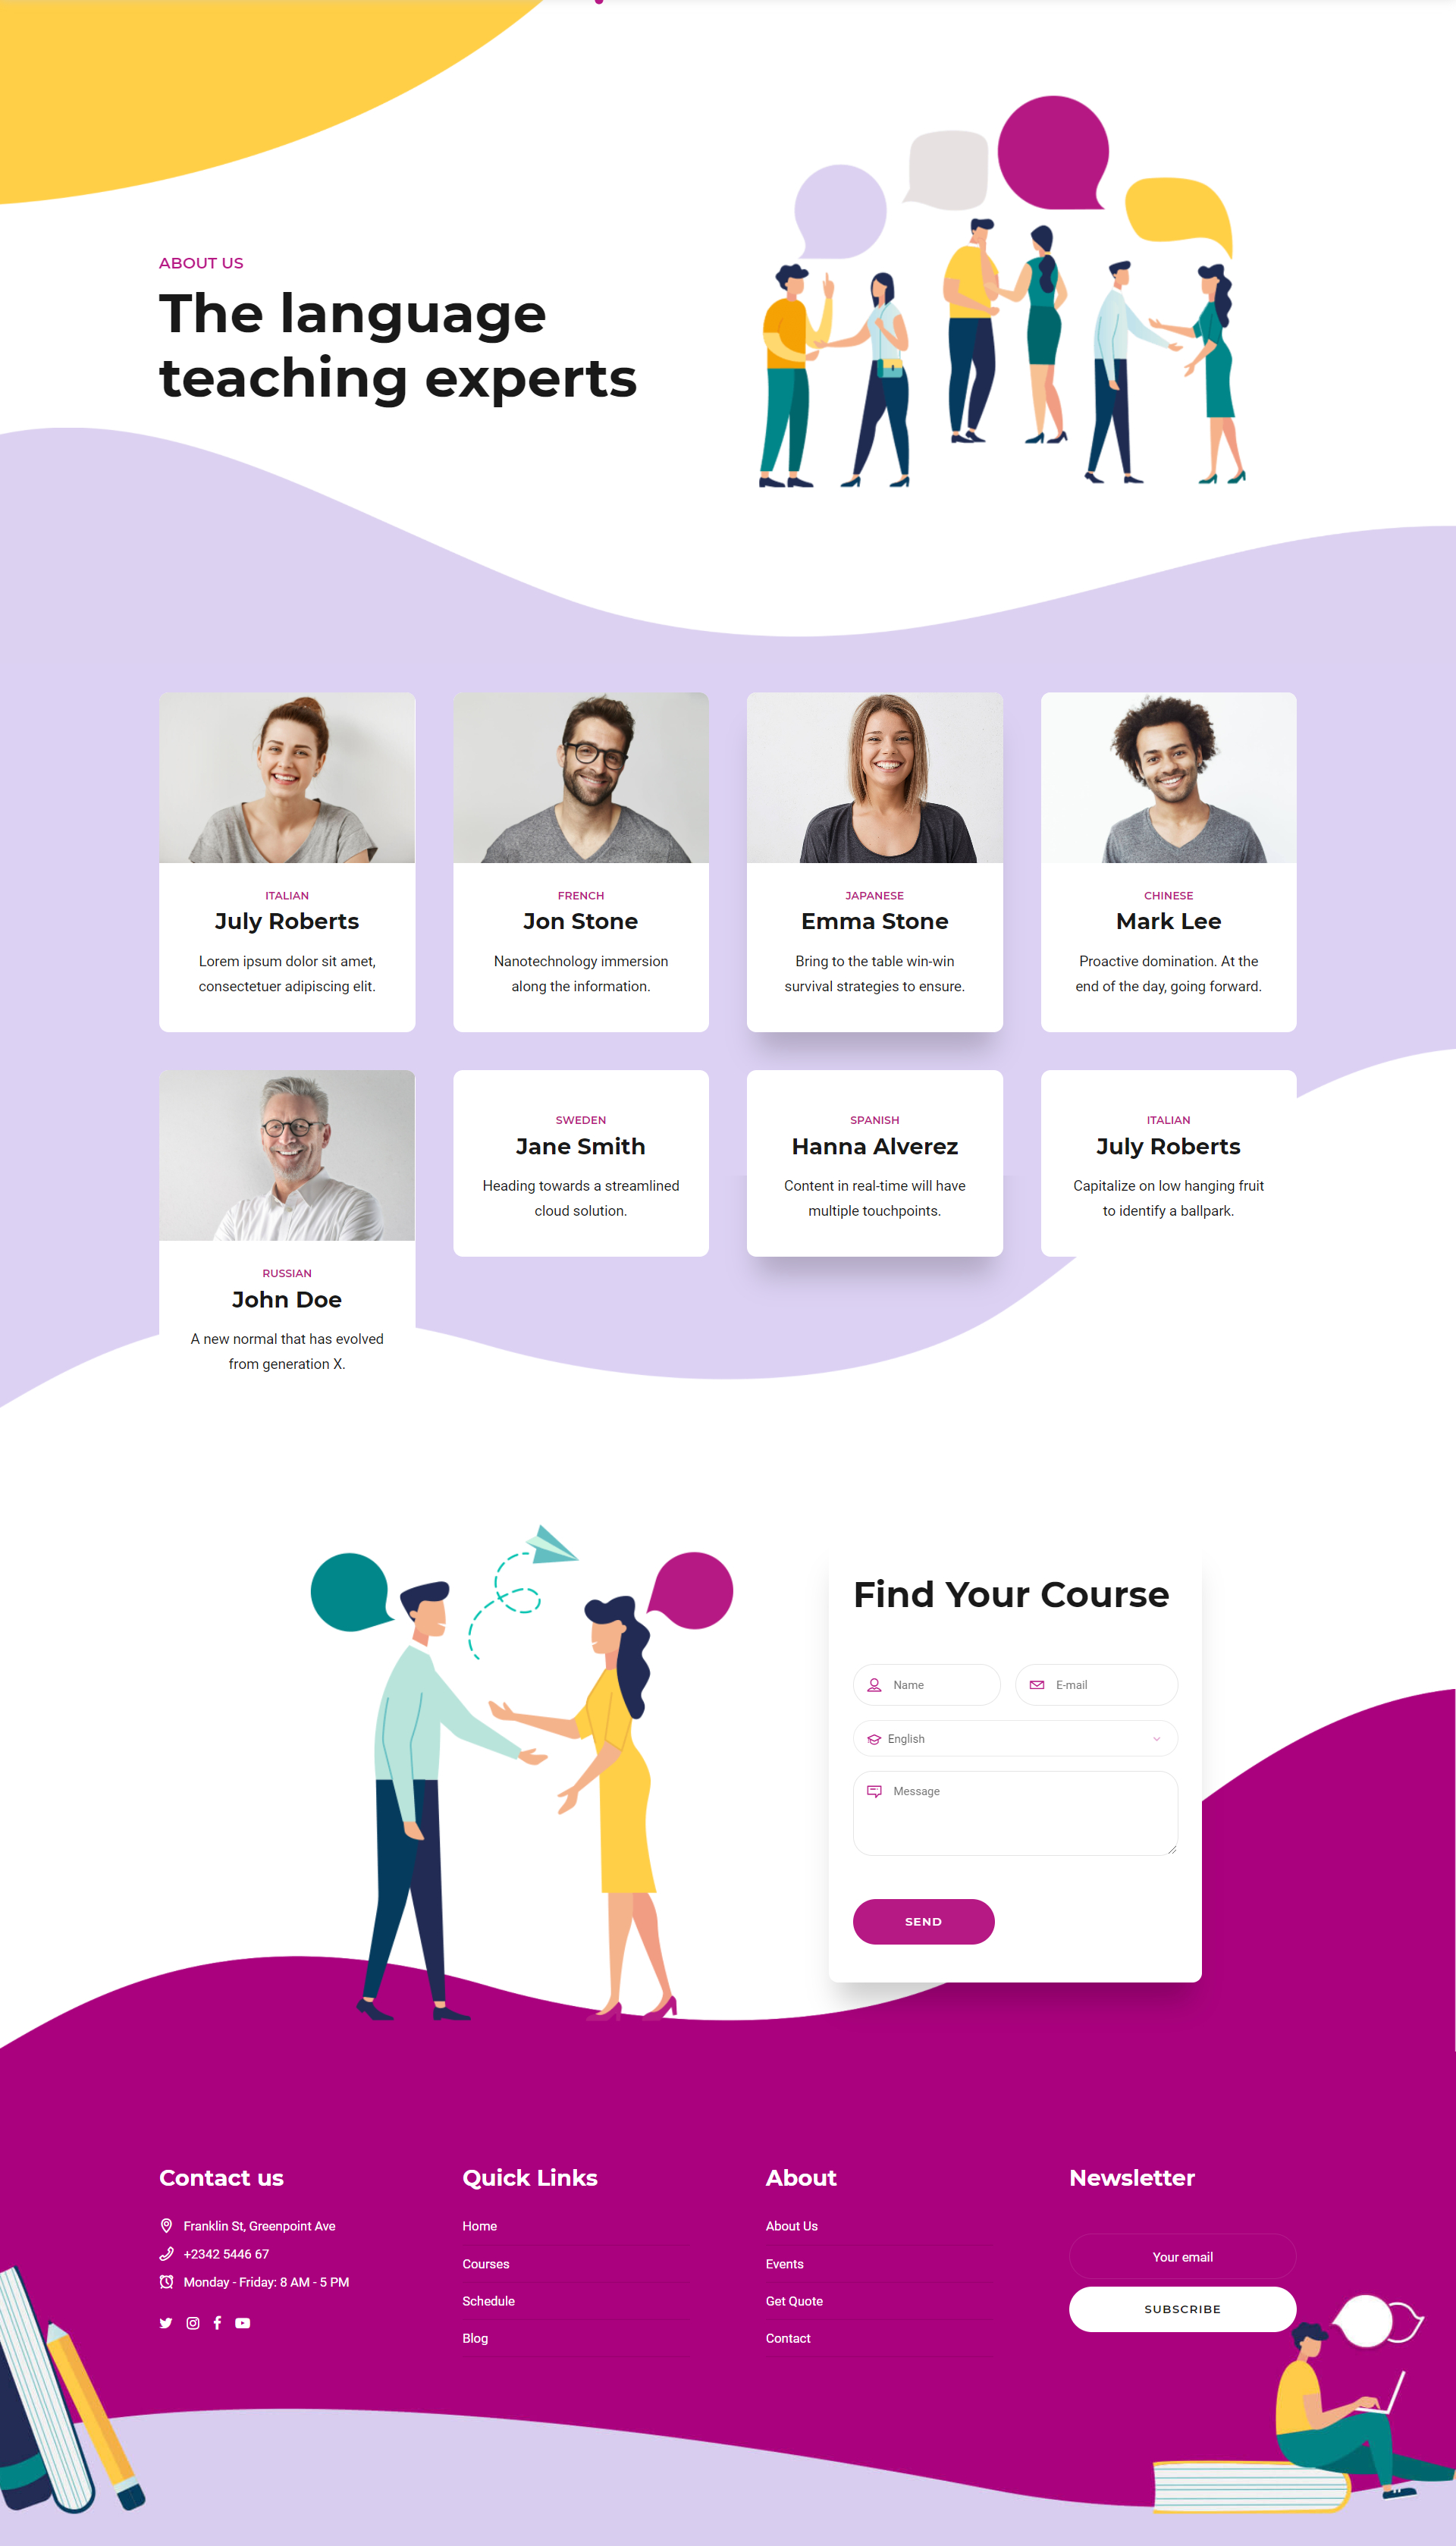 ABOUT US
The language
teaching experts
ITALIAN
July Roberts
Lorem ipsum dolor sit amet,
consectetuer adipiscing elit.
FRENCH
Jon Stone
Nanotechnology immersion
along the information.
JAPANESE
Emma Stone
Bring to the table win-win
survival strategies to ensure.
CHINESE
Mark Lee
Proactive domination. At the
end of the day, going forward.
RUSSIAN
John Doe
A new normal that has evolved
from generation X.
SWEDEN
Jane Smith
Heading towards a streamlined
cloud solution.
SPANISH
Hanna Alverez
Content in real-time will have
multiple touchpoints.
ITALIAN
July Roberts
Capitalize on low hanging fruit
to identify a ballpark.
Find Your Course
Name
E-mail
English
Message
SEND
Contact us
Franklin St, Greenpoint Ave
+2342 5446 67
Monday - Friday: 8 AM - 5 PM
Quick Links
Home
Courses
Schedule
Blog
About
About Us
Events
Get Quote
Contact
Newsletter
Your email
SUBSCRIBE